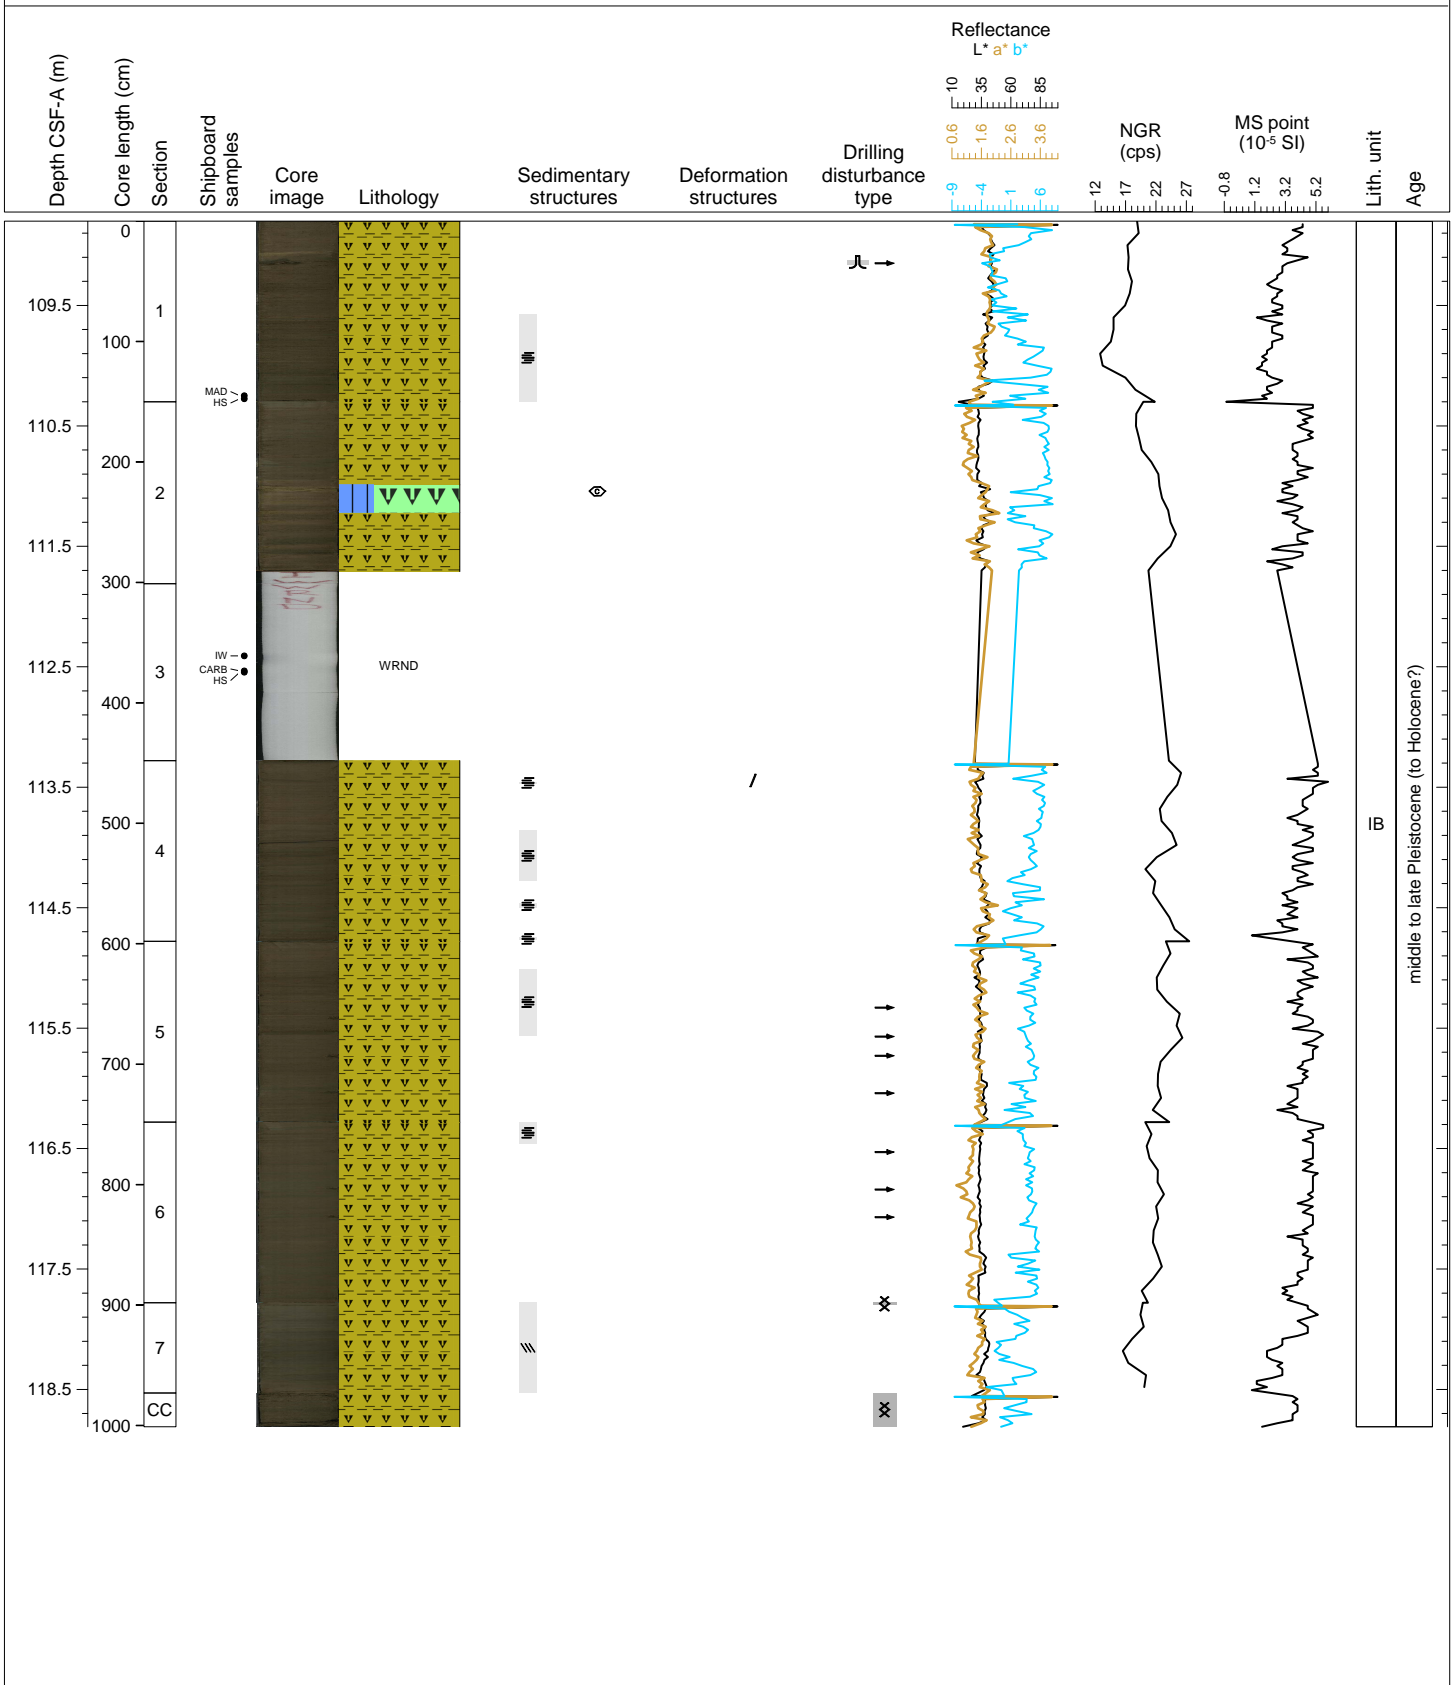 Depth CSF-A (m)
Core length (cm)
Section
Shipboard
samples
Core
image
Lithology
Sedimentary
structures
Deformation
structures
Drilling
disturbance
type
Reflectance
L* a* b*
10 35 60 85
0.6 1.6 2.6 3.6
-9 -4 1 6
NGR
(cps)
12 17 22 27
MS point
(10⁻⁵ SI)
-0.8 1.2 3.2 5.2
Lith. unit
Age
0
109.5
1
100
MAD
HS
110.5
200
2
c
111.5
300
IW
112.5
3
WRND
CARB
HS
400
113.5
500
IB
4
114.5
600
middle to late Pleistocene (to Holocene?)
115.5
5
700
116.5
800
6
117.5
900
7
118.5
CC
1000